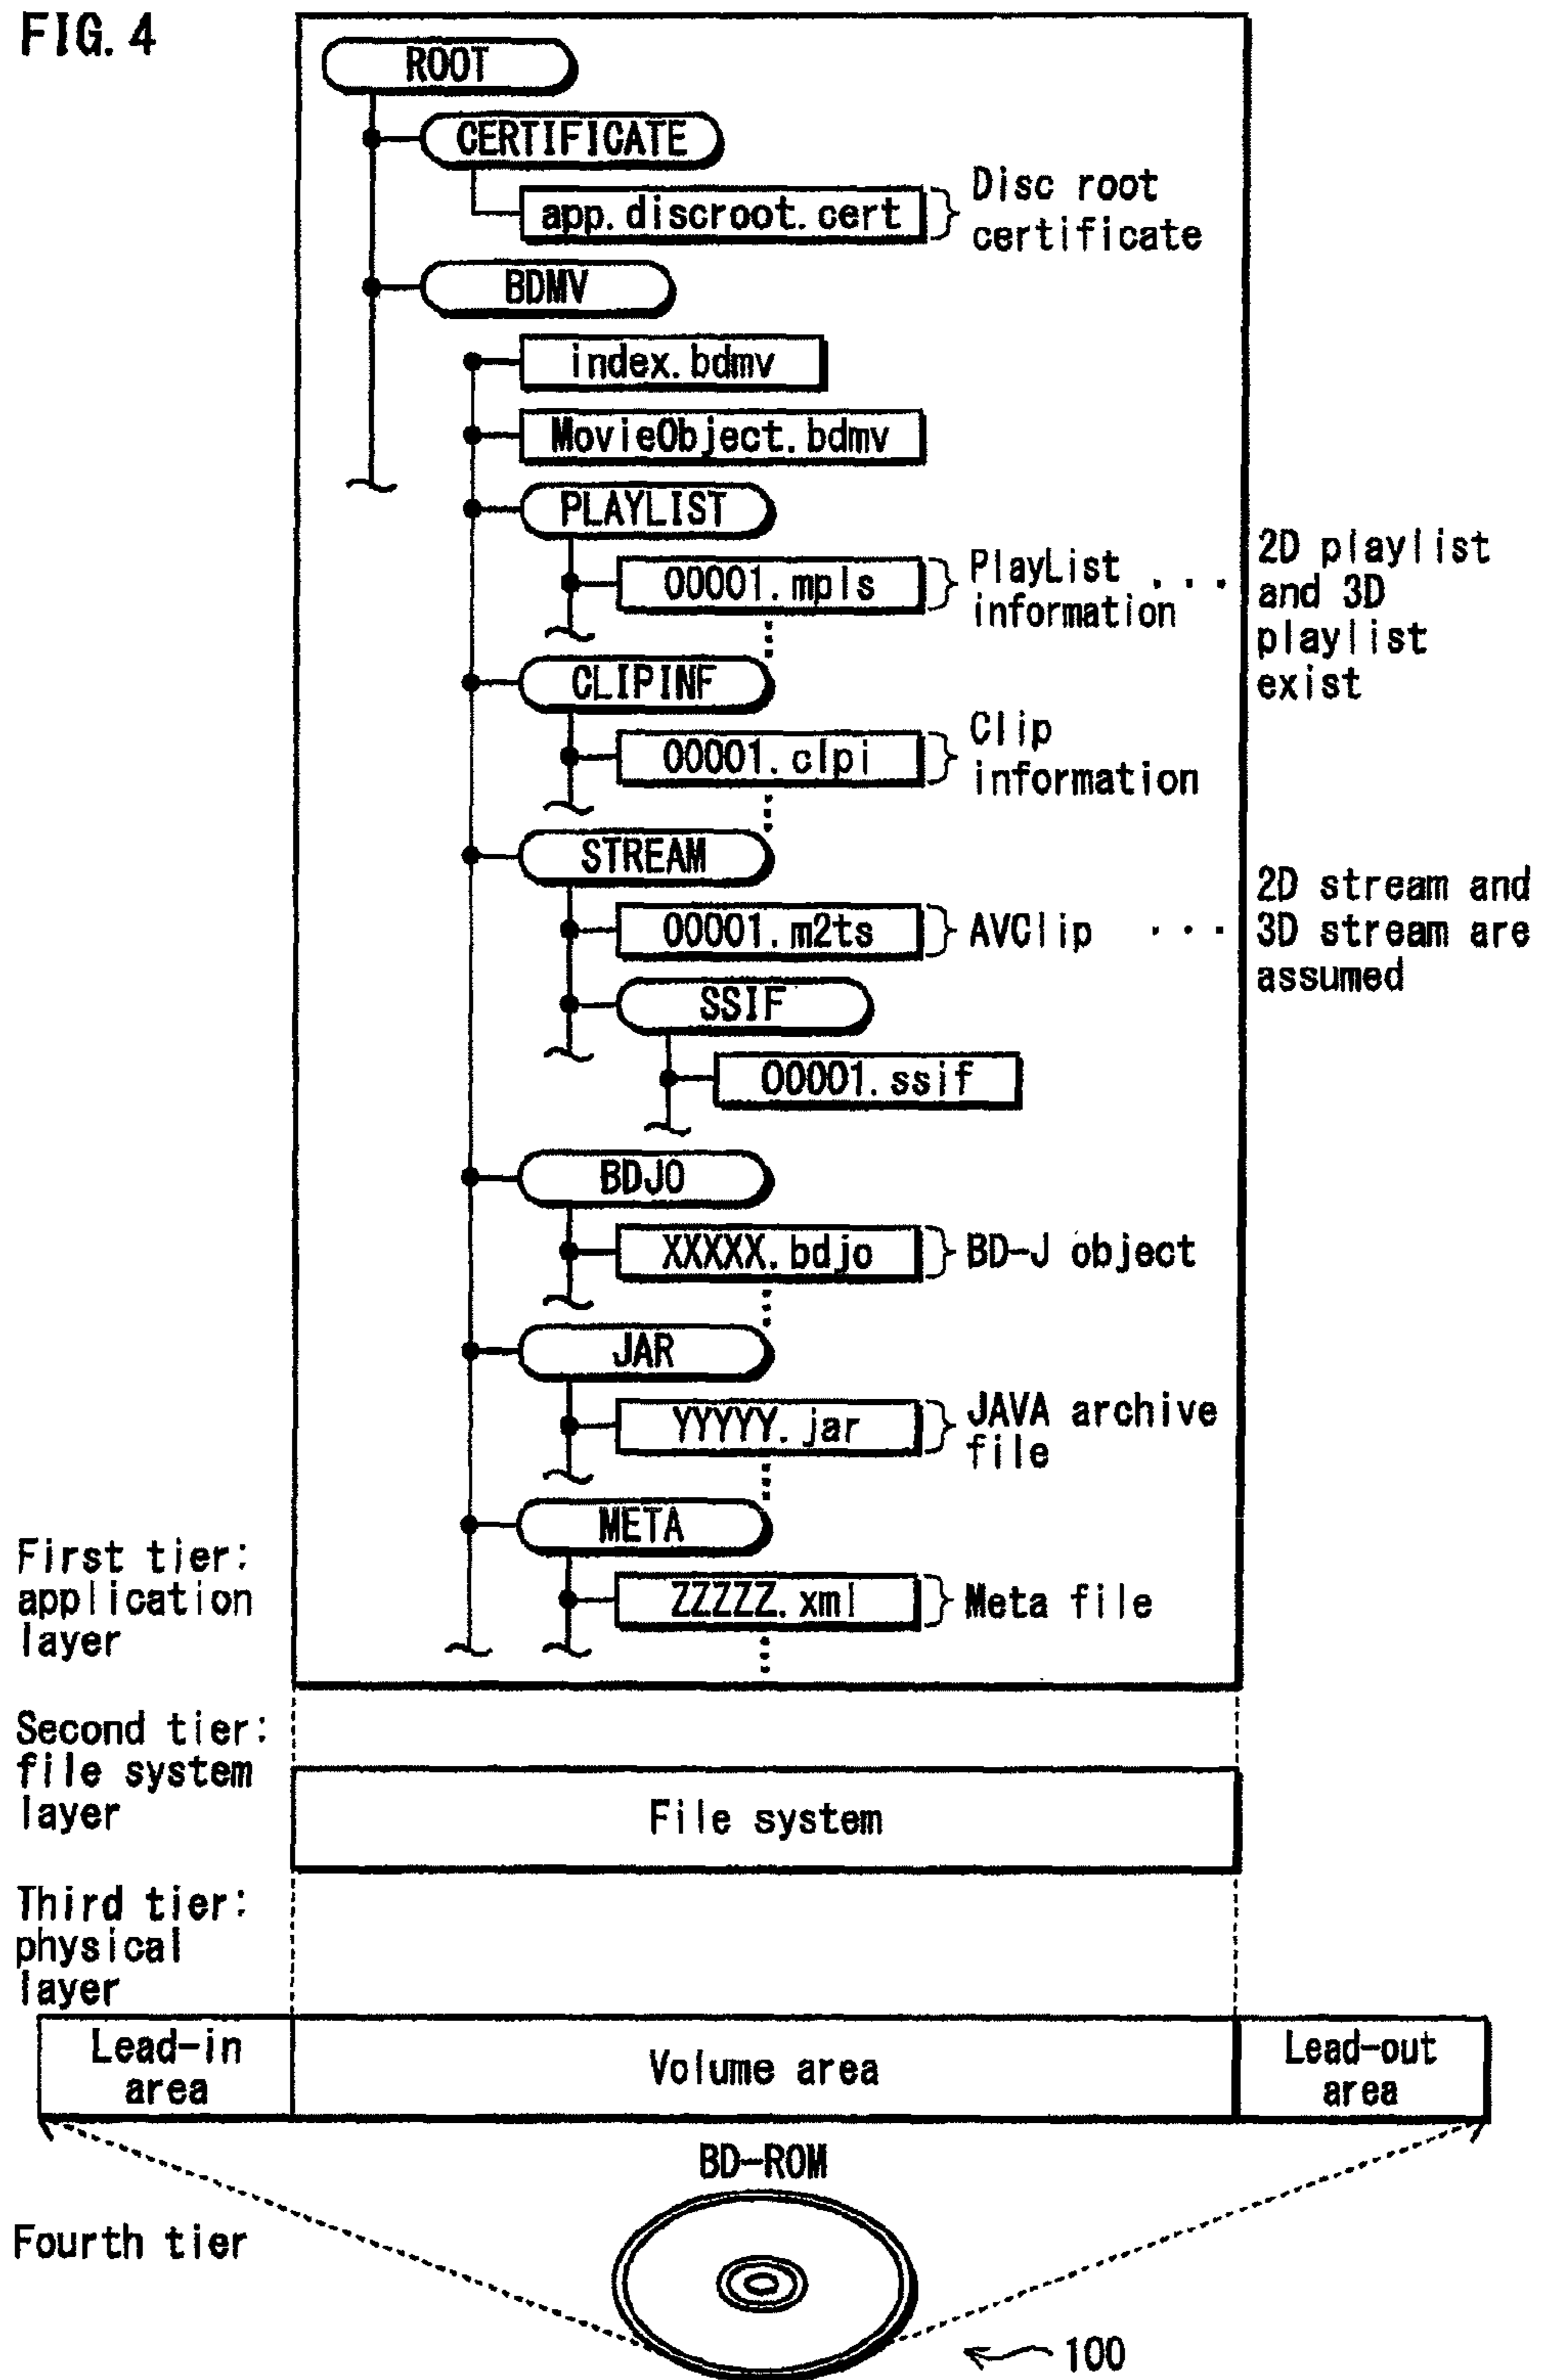 FIG. 4
ROOT
CERTIFICATE
app.discroot.cert
Disc root
certificate
BDMV
index.bdmv
MovieObject.bdmv
PLAYLIST
00001.mpls
PlayList
information
. . .
2D playlist
and 3D
playlist
exist
CLIPINF
00001.clpi
Clip
information
STREAM
00001.m2ts
AVClip
. . .
2D stream and
3D stream are
assumed
SSIF
00001.ssif
BDJO
XXXXX.bdjo
BD-J object
JAR
YYYYY.jar
JAVA archive
file
META
ZZZZZ.xml
Meta file
First tier:
application
layer
Second tier:
file system
layer
File system
Third tier:
physical
layer
Lead-in
area
Volume area
Lead-out
area
BD-ROM
Fourth tier
100